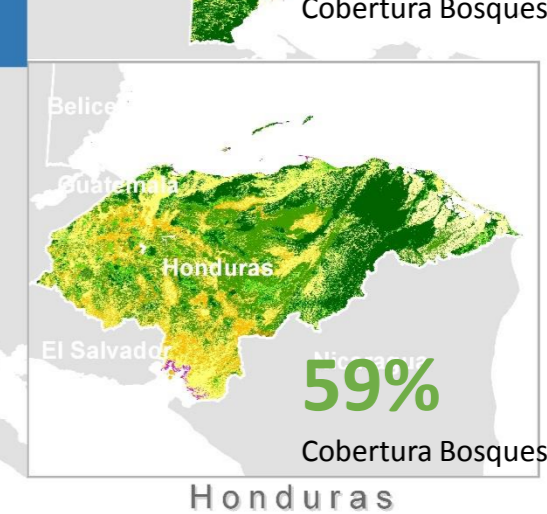 Cobertura Bosques
Belice
Guatemala
Honduras
El Salvador
Nicaragua
59%
Cobertura Bosques
Honduras